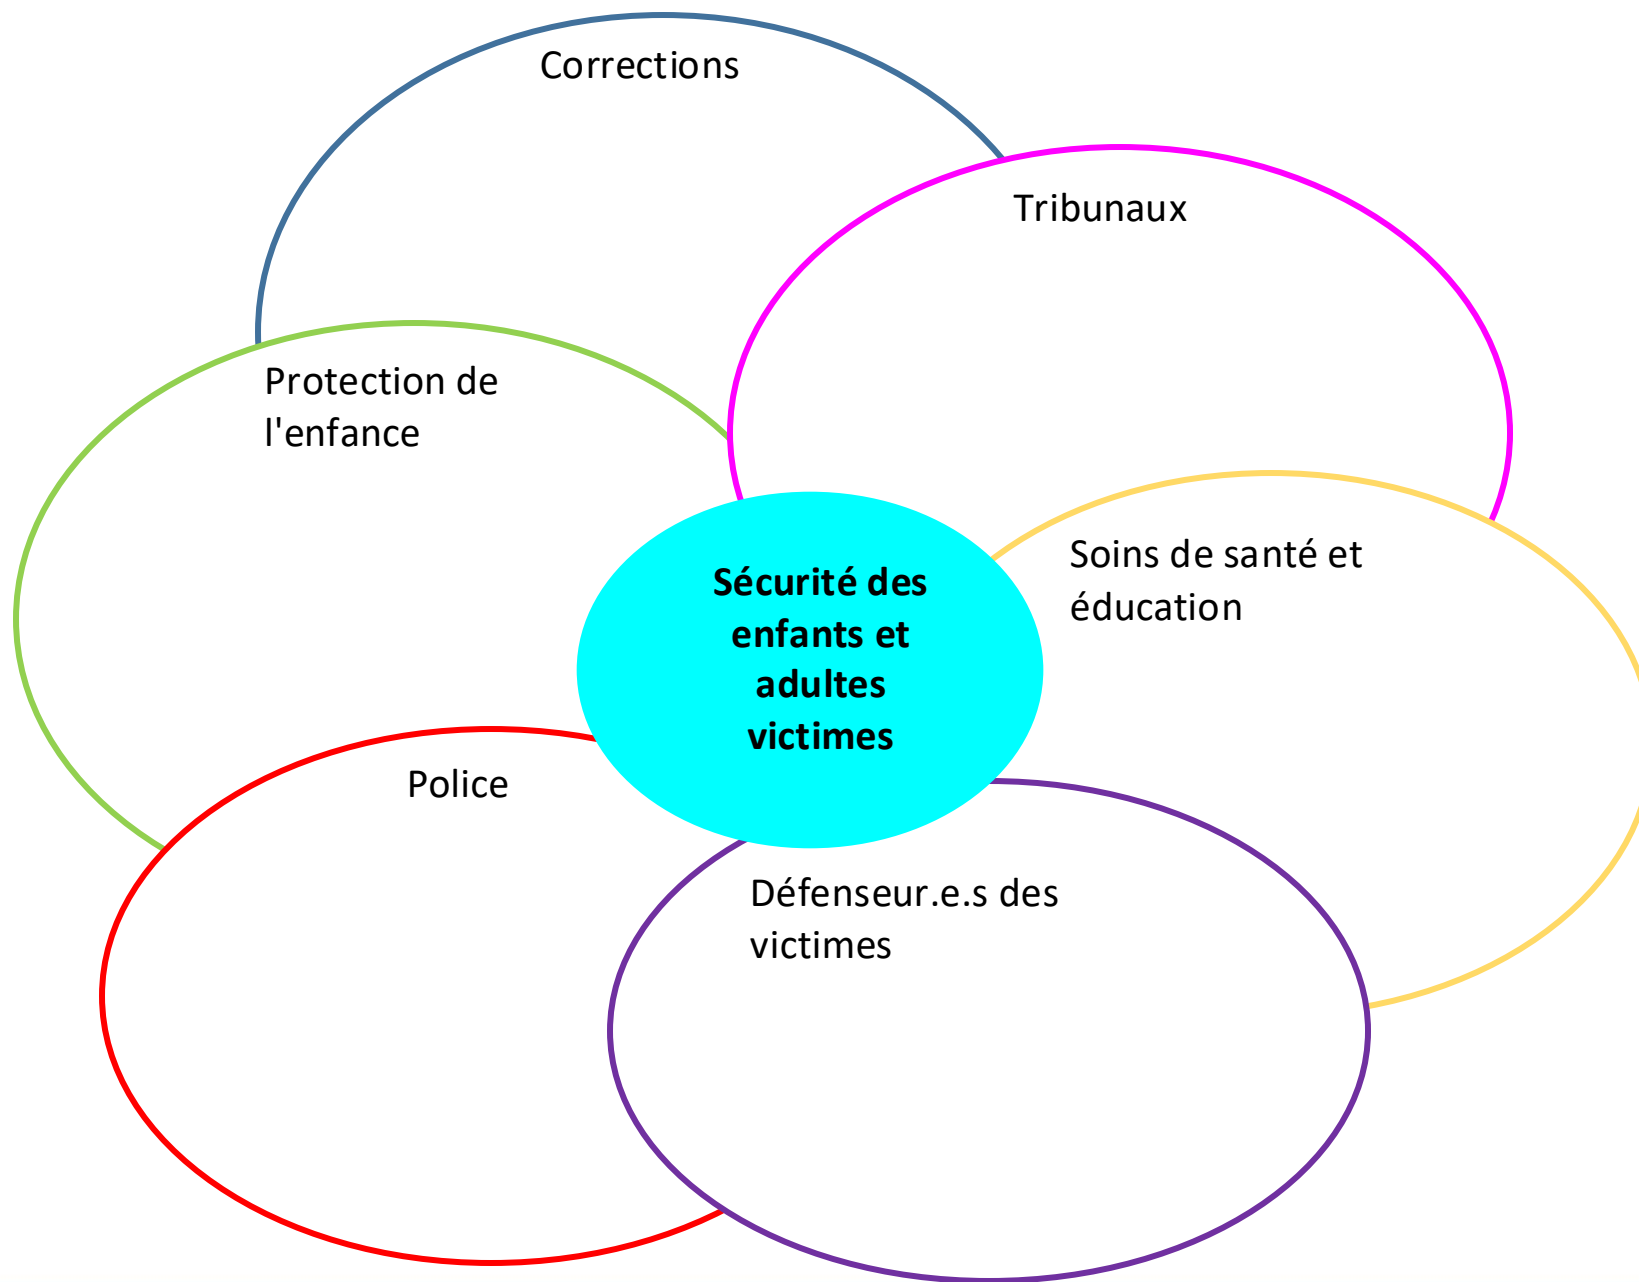 Corrections
Tribunaux
Protection de
l'enfance
Soins de santé et
éducation
Sécurité des
enfants et
adultes
victimes
Police
Défenseur.e.s des
victimes